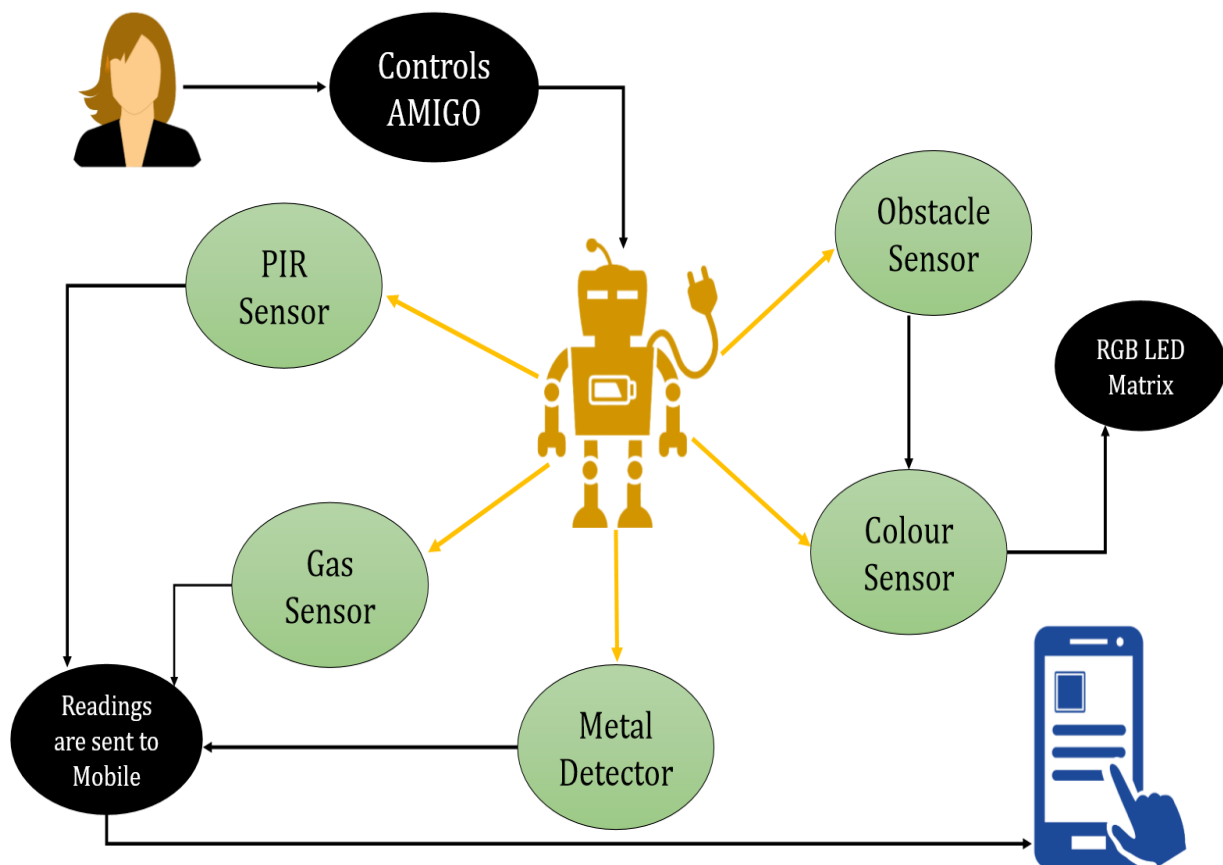 Controls
AMIGO
PIR
Sensor
Obstacle
Sensor
RGB LED
Matrix
Gas
Sensor
Colour
Sensor
Readings
are sent to
Mobile
Metal
Detector